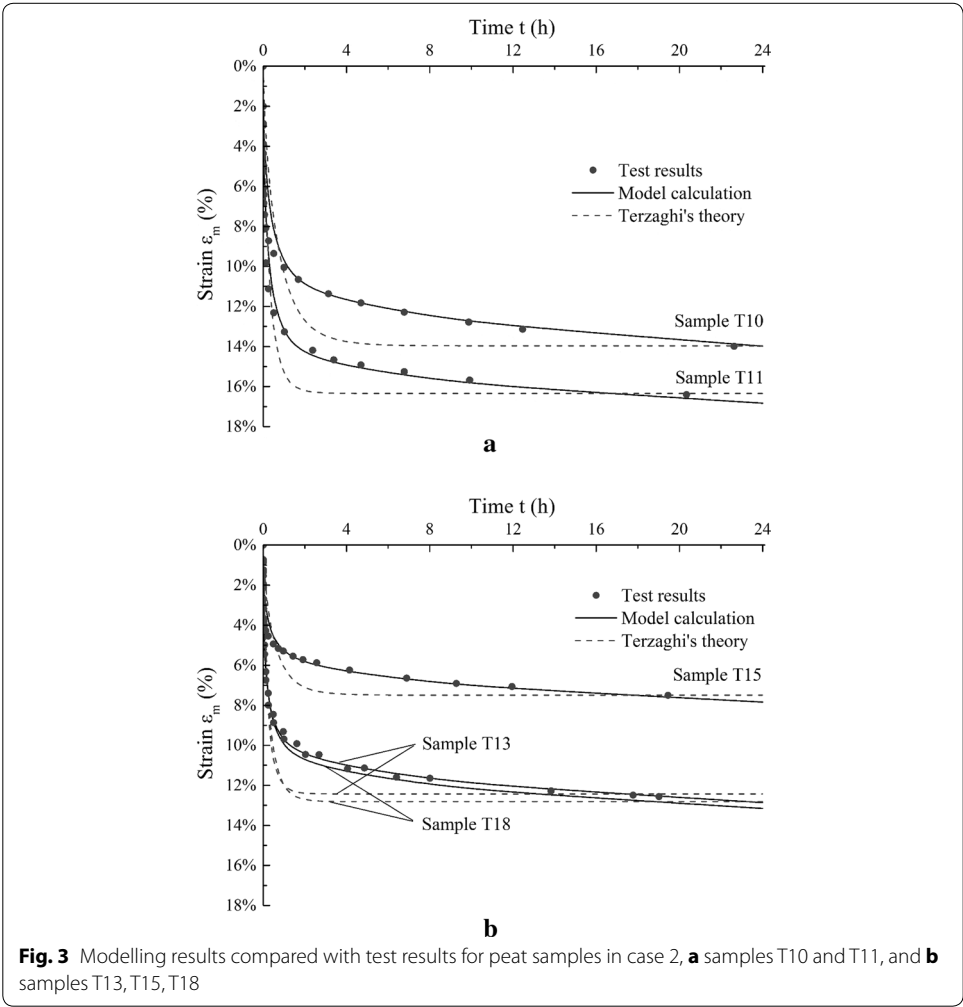 Time t (h)
0 4 8 12 16 20 24
0%
2%
4%
6%
8%
10%
12%
14%
16%
18%
Strain εm (%)
Test results
Model calculation
Terzaghi's theory
Sample T10
Sample T11
a
Time t (h)
0 4 8 12 16 20 24
0%
2%
4%
6%
8%
10%
12%
14%
16%
18%
Strain εm (%)
Test results
Model calculation
Terzaghi's theory
Sample T15
Sample T13
Sample T18
b
Fig. 3 Modelling results compared with test results for peat samples in case 2, a samples T10 and T11, and b
samples T13, T15, T18